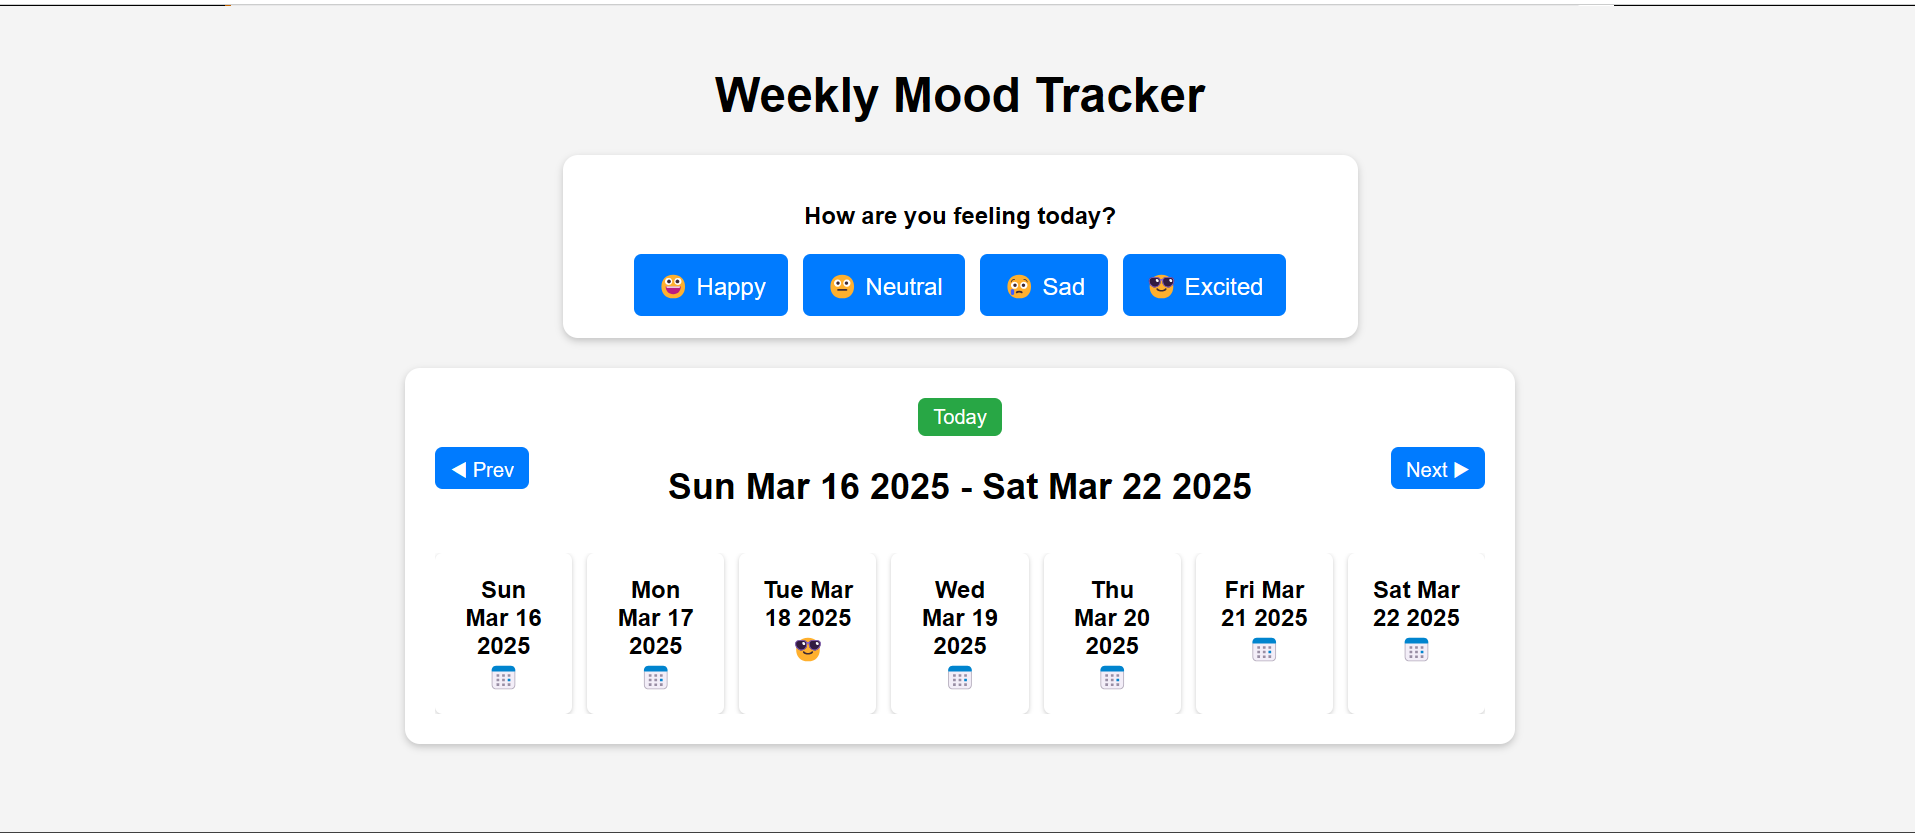 Weekly Mood Tracker
How are you feeling today?
😀 Happy
😐 Neutral
😢 Sad
😎 Excited
Today
◀ Prev
Next ▶
Sun Mar 16 2025 - Sat Mar 22 2025
Sun
Mar 16
2025
Mon
Mar 17
2025
Tue Mar
18 2025
😎
Wed
Mar 19
2025
Thu
Mar 20
2025
Fri Mar
21 2025
Sat Mar
22 2025